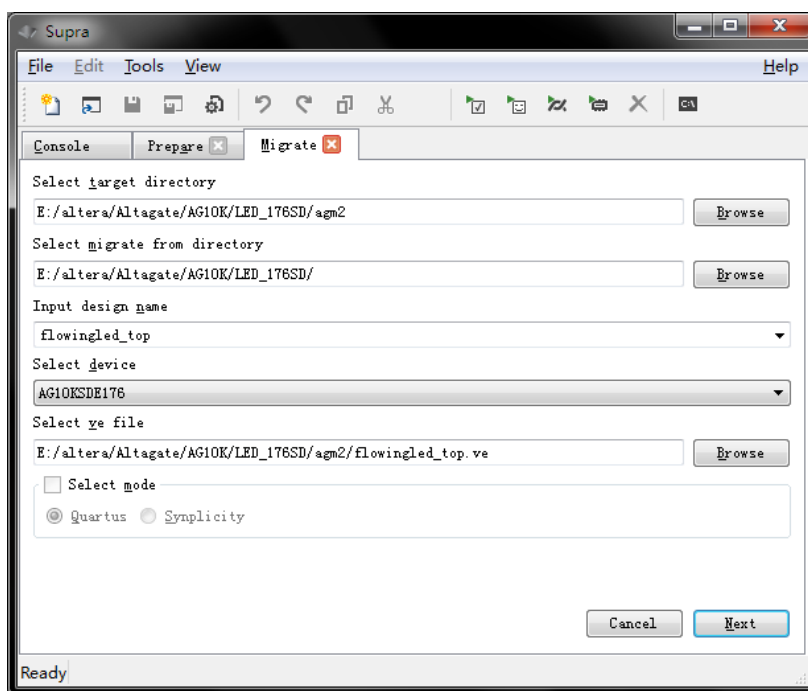 Supra
File Edit Tools View Help
Console Prepare Migrate
Select target directory
E:/altera/Altagate/AG10K/LED_176SD/agm2 Browse
Select migrate from directory
E:/altera/Altagate/AG10K/LED_176SD/ Browse
Input design name
flowingled_top
Select device
AG10KSDE176
Select ve file
E:/altera/Altagate/AG10K/LED_176SD/agm2/flowingled_top.ve Browse
Select mode
Quartus Synplicity
Cancel Next
Ready